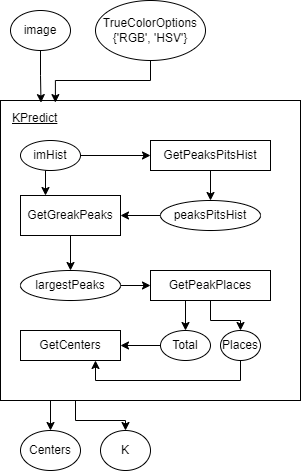 image
TrueColorOptions
{'RGB', 'HSV'}
KPredict
imHist
GetPeaksPitsHist
GetGreakPeaks
peaksPitsHist
largestPeaks
GetPeakPlaces
GetCenters
Total
Places
Centers
K